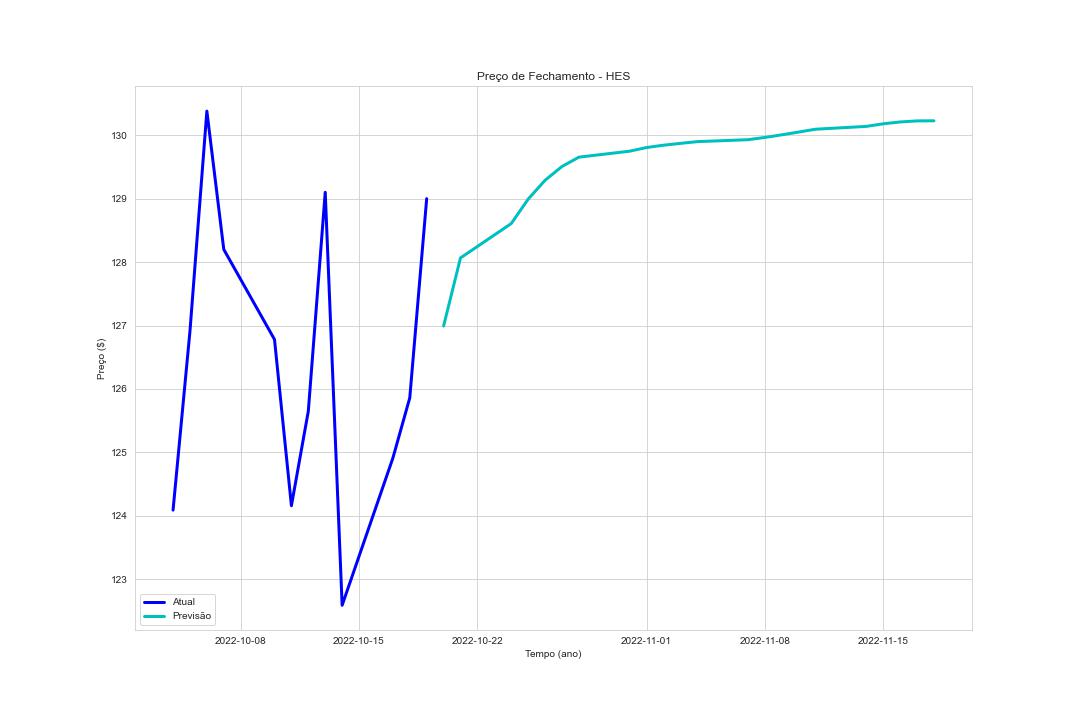 Preço de Fechamento - HES
Preço ($)
130
129
128
127
126
125
124
123
Atual
Previsão
2022-10-08 2022-10-15 2022-10-22 2022-11-01 2022-11-08 2022-11-15
Tempo (ano)